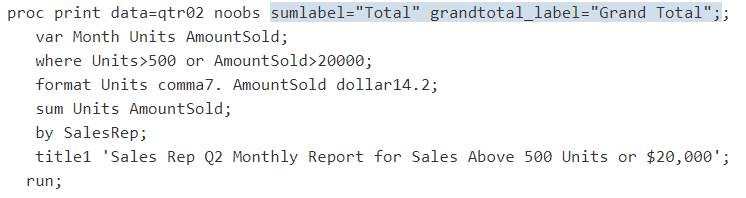 proc print data=qtr02 noobs sumlabel="Total" grandtotal_label="Grand Total";;
   var Month Units AmountSold;
   where Units>500 or AmountSold>20000;
   format Units comma7. AmountSold dollar14.2;
   sum Units AmountSold;
   by SalesRep;
   title1 'Sales Rep Q2 Monthly Report for Sales Above 500 Units or $20,000';
  run;